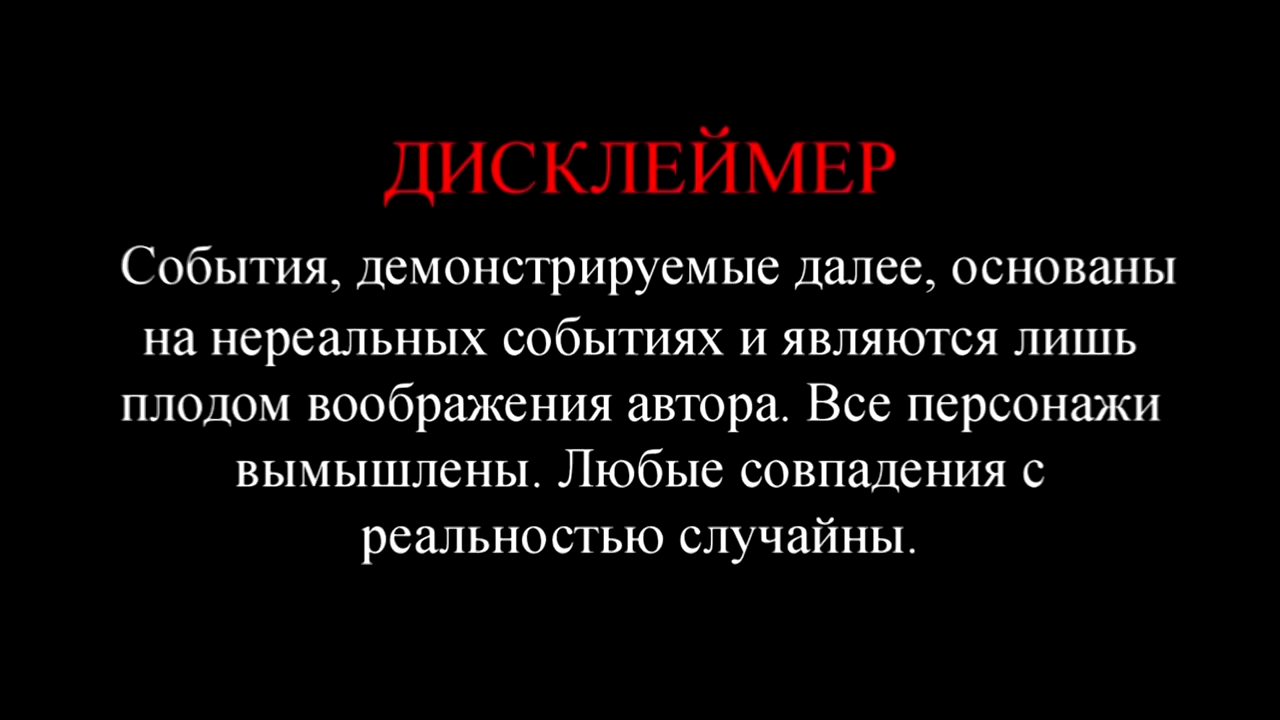 ДИСКЛЕЙМЕР
События, демонстрируемые далее, основаны
на нереальных событиях и являются лишь
плодом воображения автора. Все персонажи
вымышлены. Любые совпадения с
реальностью случайны.